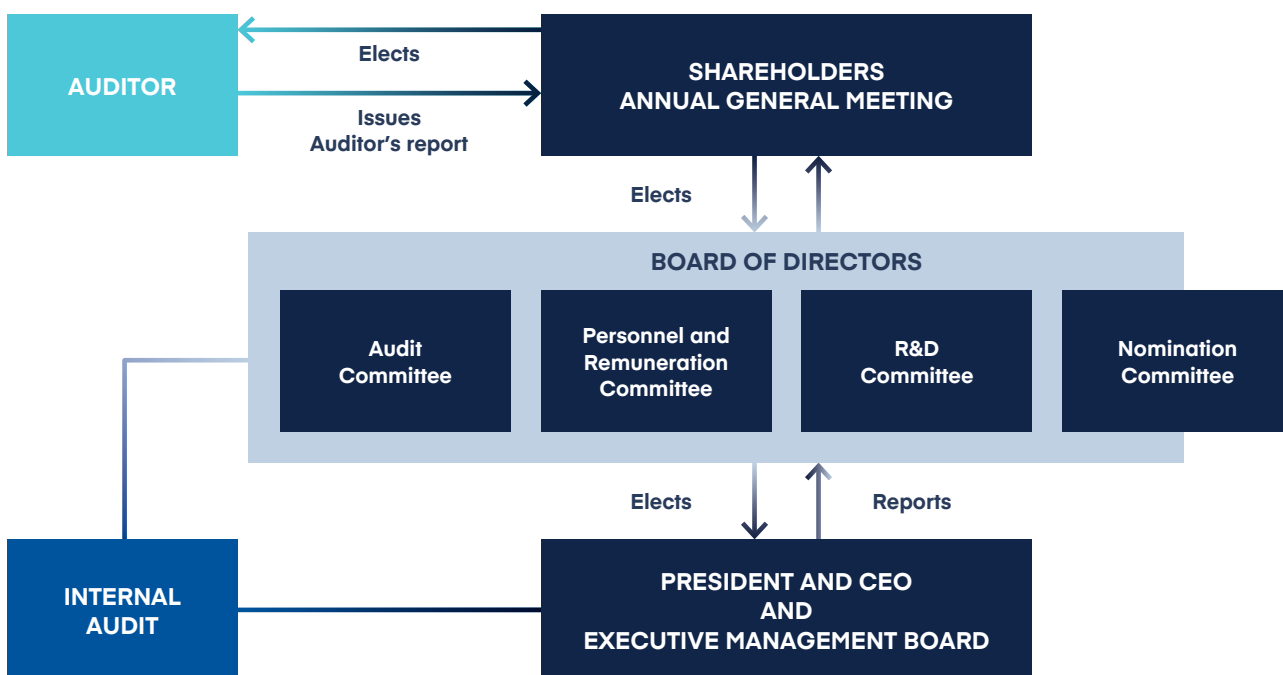 AUDITOR
Elects
Issues
Auditor's report
SHAREHOLDERS
ANNUAL GENERAL MEETING
Elects
BOARD OF DIRECTORS
Audit
Committee
Personnel and
Remuneration
Committee
R&D
Committee
Nomination
Committee
Elects
Reports
INTERNAL
AUDIT
PRESIDENT AND CEO
AND
EXECUTIVE MANAGEMENT BOARD